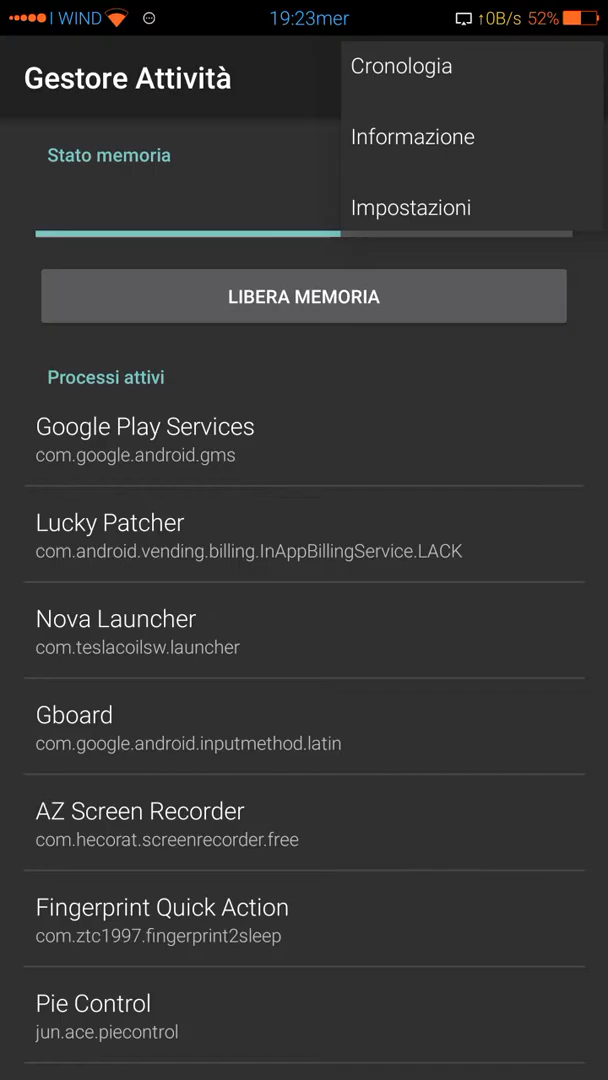 I WIND 19:23mer ↑0B/s 52%
Gestore Attività
Cronologia
Informazione
Impostazioni
Stato memoria
LIBERA MEMORIA
Processi attivi
Google Play Services
com.google.android.gms
Lucky Patcher
com.android.vending.billing.InAppBillingService.LACK
Nova Launcher
com.teslacoilsw.launcher
Gboard
com.google.android.inputmethod.latin
AZ Screen Recorder
com.hecorat.screenrecorder.free
Fingerprint Quick Action
com.ztc1997.fingerprint2sleep
Pie Control
jun.ace.piecontrol